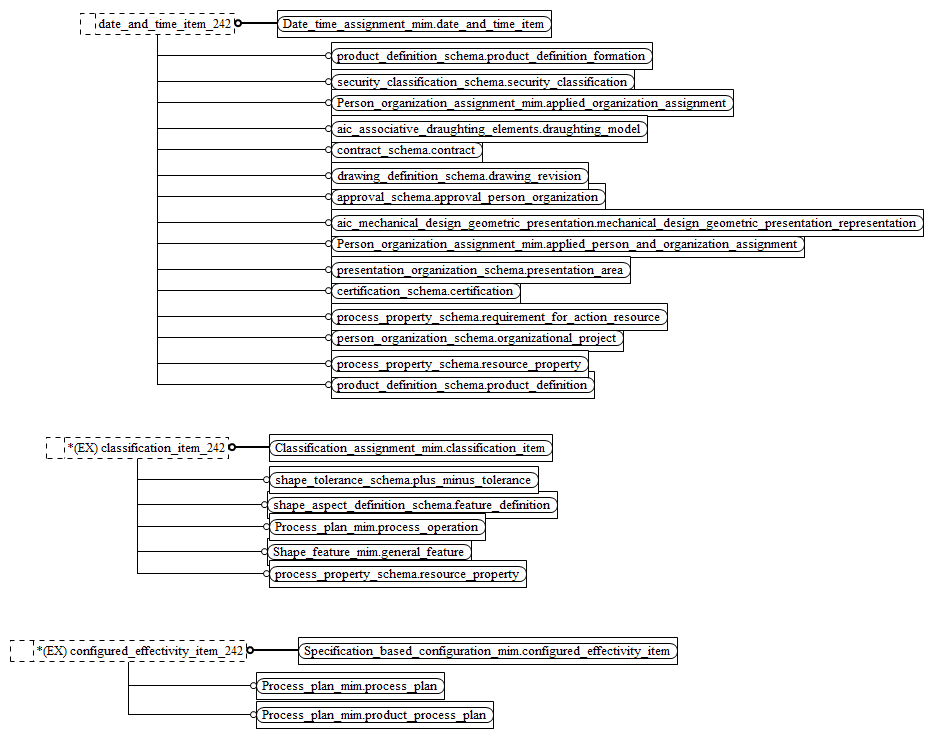 date_and_time_item_242
Date_time_assignment_mim.date_and_time_item
product_definition_schema.product_definition_formation
security_classification_schema.security_classification
Person_organization_assignment_mim.applied_organization_assignment
aic_associative_draughting_elements.draughting_model
contract_schema.contract
drawing_definition_schema.drawing_revision
approval_schema.approval_person_organization
aic_mechanical_design_geometric_presentation.mechanical_design_geometric_presentation_representation
Person_organization_assignment_mim.applied_person_and_organization_assignment
presentation_organization_schema.presentation_area
certification_schema.certification
process_property_schema.requirement_for_action_resource
person_organization_schema.organizational_project
process_property_schema.resource_property
product_definition_schema.product_definition
*(EX) classification_item_242
Classification_assignment_mim.classification_item
shape_tolerance_schema.plus_minus_tolerance
shape_aspect_definition_schema.feature_definition
Process_plan_mim.process_operation
Shape_feature_mim.general_feature
process_property_schema.resource_property
*(EX) configured_effectivity_item_242
Specification_based_configuration_mim.configured_effectivity_item
Process_plan_mim.process_plan
Process_plan_mim.product_process_plan